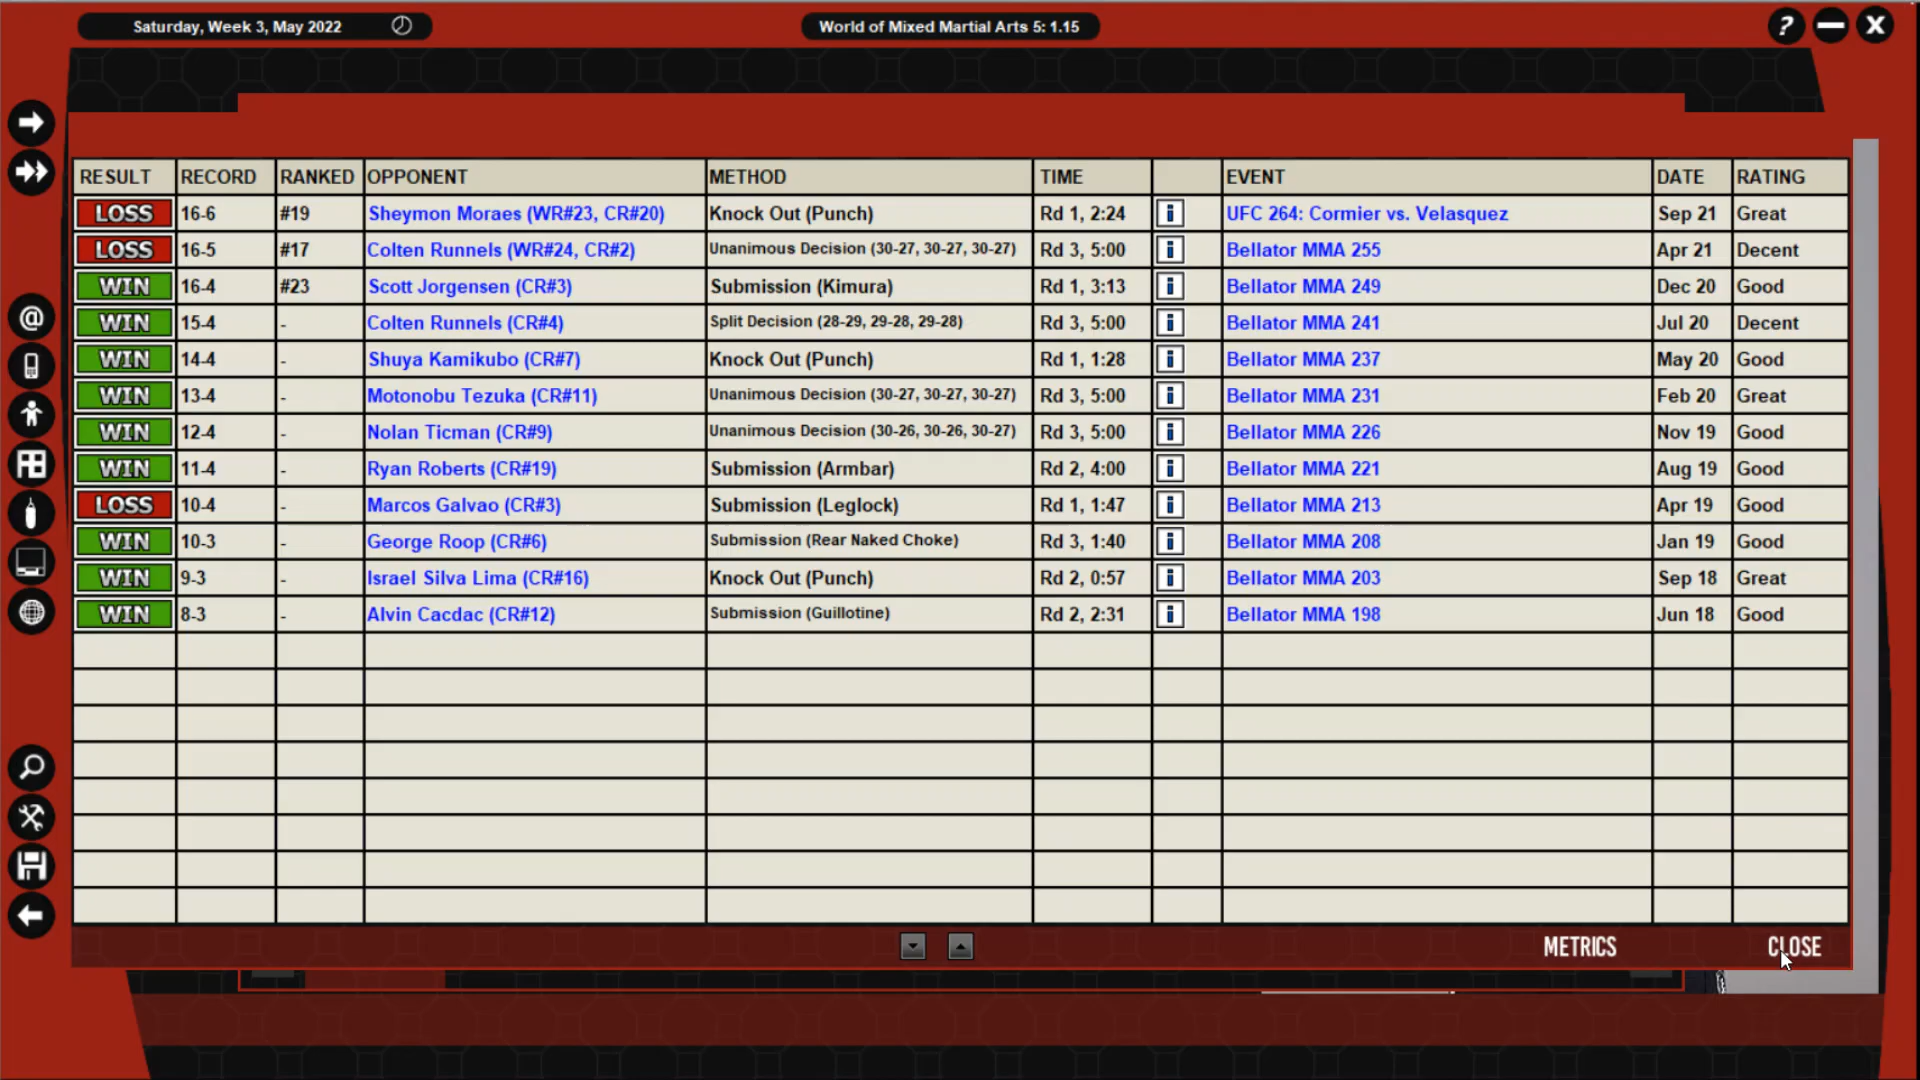 Saturday, Week 3, May 2022
World of Mixed Martial Arts 5: 1.15
?
X
RESULT RECORD RANKED OPPONENT METHOD TIME EVENT DATE RATING
LOSS 16-6 #19 Sheymon Moraes (WR#23, CR#20) Knock Out (Punch) Rd 1, 2:24 i UFC 264: Cormier vs. Velasquez Sep 21 Great
LOSS 16-5 #17 Colten Runnels (WR#24, CR#2) Unanimous Decision (30-27, 30-27, 30-27) Rd 3, 5:00 i Bellator MMA 255 Apr 21 Decent
WIN 16-4 #23 Scott Jorgensen (CR#3) Submission (Kimura) Rd 1, 3:13 i Bellator MMA 249 Dec 20 Good
WIN 15-4 - Colten Runnels (CR#4) Split Decision (28-29, 29-28, 29-28) Rd 3, 5:00 i Bellator MMA 241 Jul 20 Decent
WIN 14-4 - Shuya Kamikubo (CR#7) Knock Out (Punch) Rd 1, 1:28 i Bellator MMA 237 May 20 Good
WIN 13-4 - Motonobu Tezuka (CR#11) Unanimous Decision (30-27, 30-27, 30-27) Rd 3, 5:00 i Bellator MMA 231 Feb 20 Great
WIN 12-4 - Nolan Ticman (CR#9) Unanimous Decision (30-26, 30-26, 30-27) Rd 3, 5:00 i Bellator MMA 226 Nov 19 Good
WIN 11-4 - Ryan Roberts (CR#19) Submission (Armbar) Rd 2, 4:00 i Bellator MMA 221 Aug 19 Good
LOSS 10-4 - Marcos Galvao (CR#3) Submission (Leglock) Rd 1, 1:47 i Bellator MMA 213 Apr 19 Good
WIN 10-3 - George Roop (CR#6) Submission (Rear Naked Choke) Rd 3, 1:40 i Bellator MMA 208 Jan 19 Good
WIN 9-3 - Israel Silva Lima (CR#16) Knock Out (Punch) Rd 2, 0:57 i Bellator MMA 203 Sep 18 Great
WIN 8-3 - Alvin Cacdac (CR#12) Submission (Guillotine) Rd 2, 2:31 i Bellator MMA 198 Jun 18 Good
METRICS
CLOSE
@